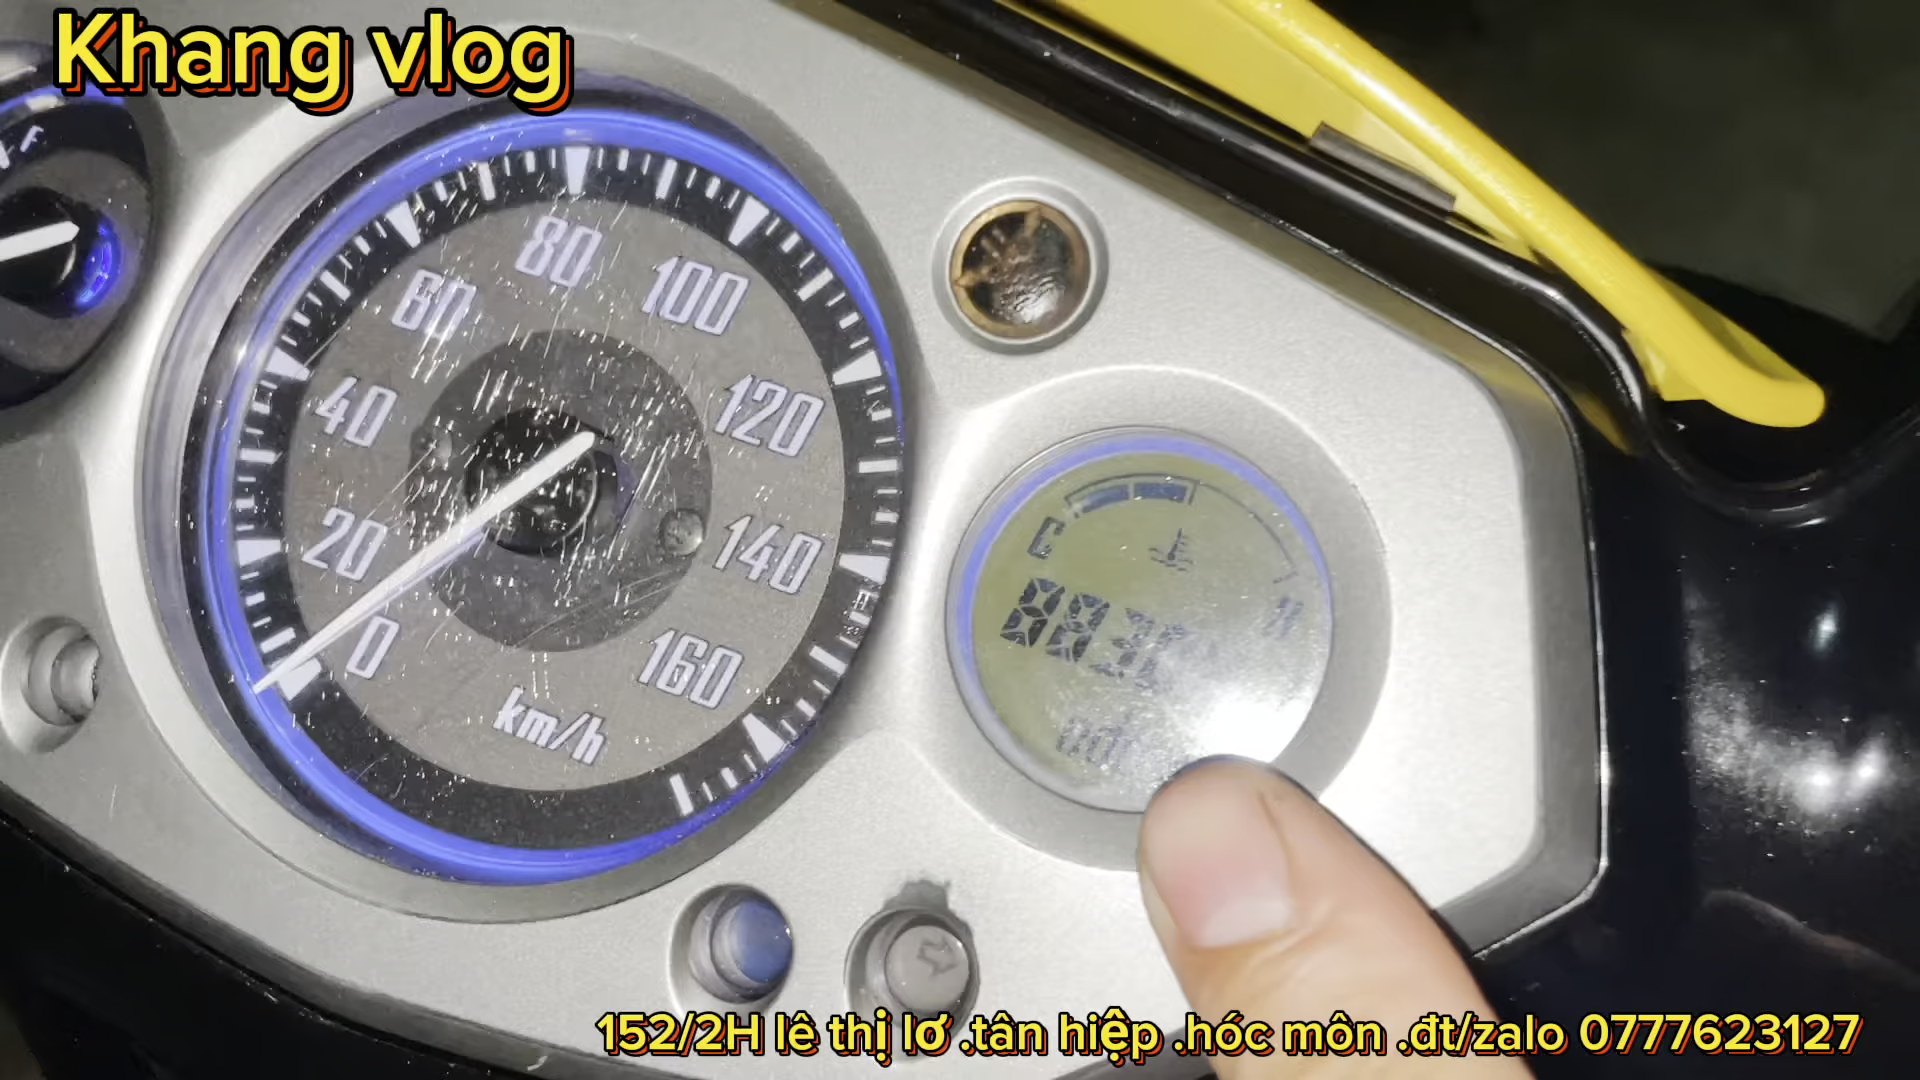 Khang vlog
F
80
60
100
40
120
20
140
0
160
km/h
C
152/2H lê thị lơ .tân hiệp .hóc môn .đt/zalo 0777623127